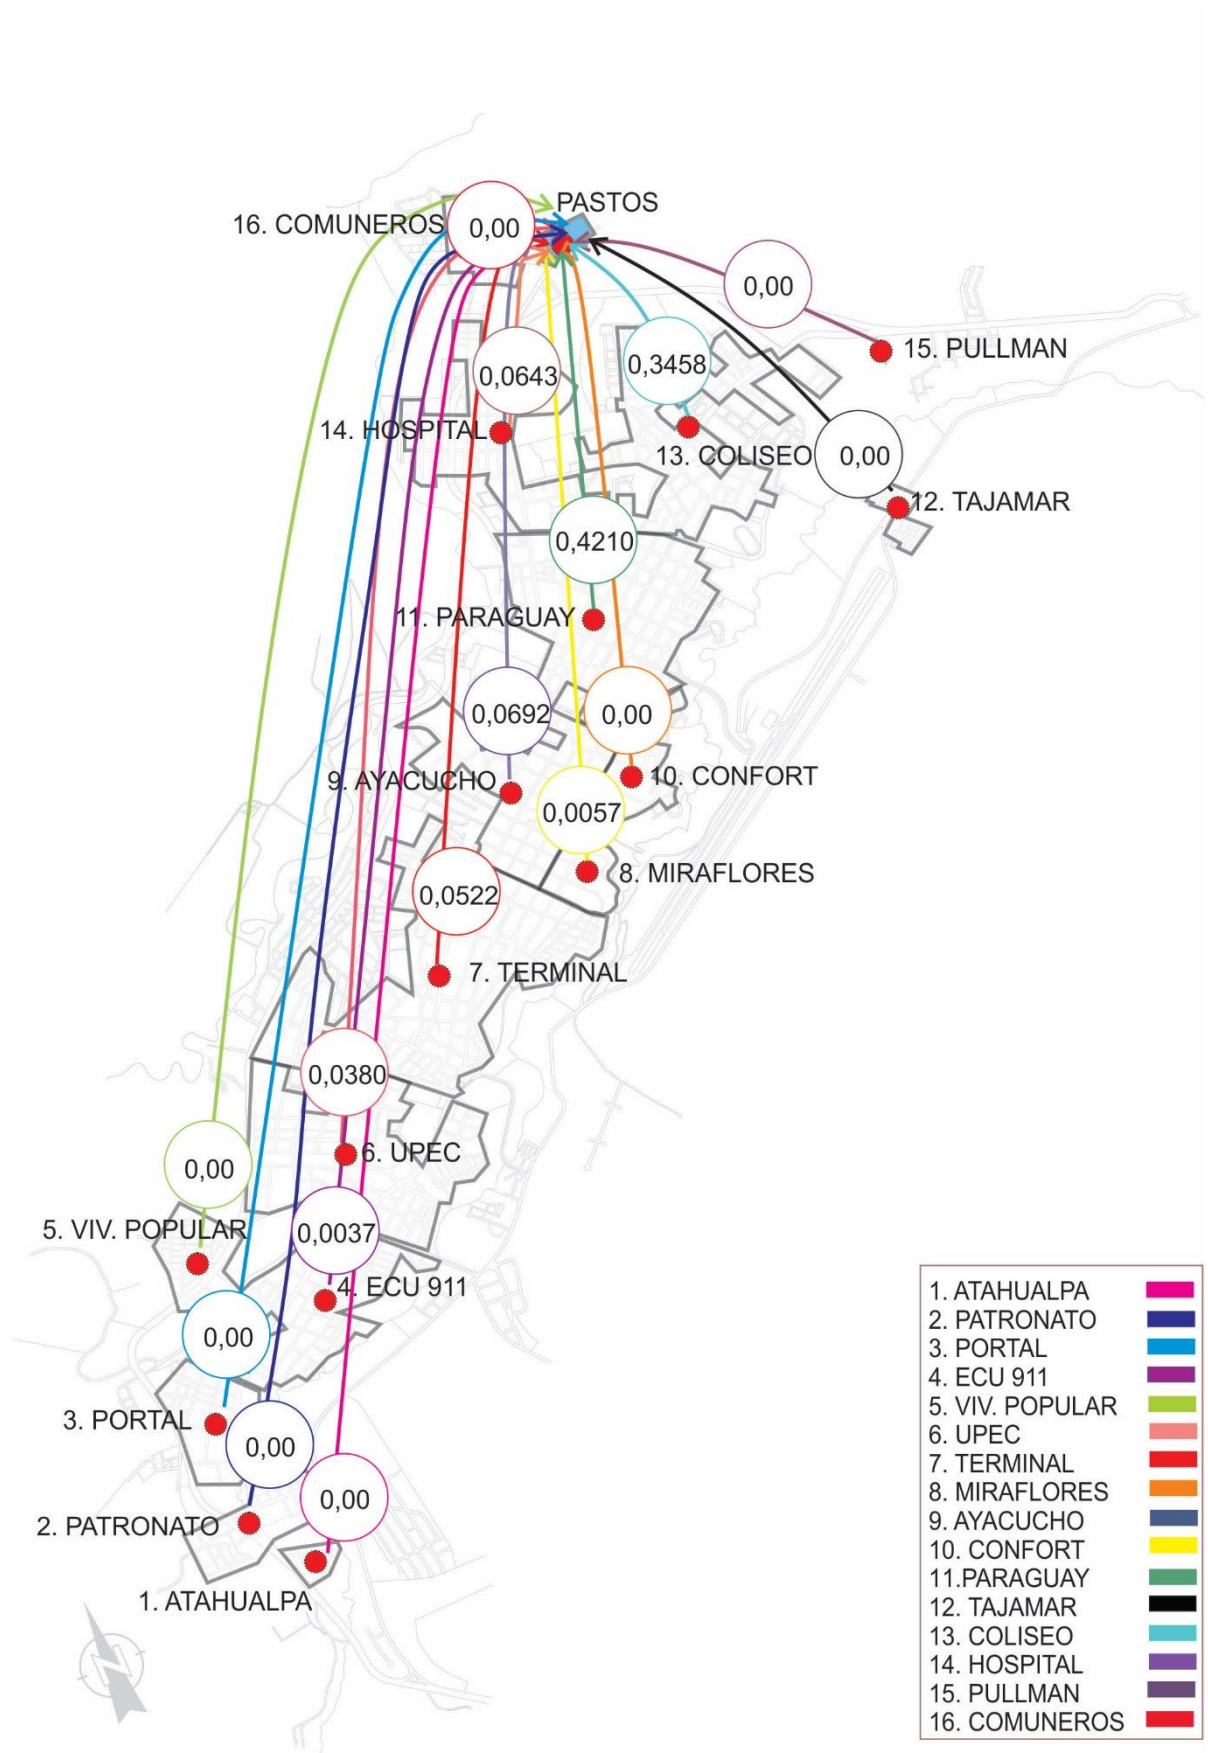 PASTOS
16. COMUNEROS
0,00
0,00
15. PULLMAN
0,0643
0,3458
14. HOSPITAL
13. COLISEO
0,00
12. TAJAMAR
0,4210
11. PARAGUAY
0,0692
0,00
9. AYACUCHO
10. CONFORT
0,0057
8. MIRAFLORES
0,0522
7. TERMINAL
0,0380
6. UPEC
0,00
5. VIV. POPULAR
0,0037
4. ECU 911
0,00
3. PORTAL
0,00
0,00
2. PATRONATO
1. ATAHUALPA
1. ATAHUALPA
2. PATRONATO
3. PORTAL
4. ECU 911
5. VIV. POPULAR
6. UPEC
7. TERMINAL
8. MIRAFLORES
9. AYACUCHO
10. CONFORT
11.PARAGUAY
12. TAJAMAR
13. COLISEO
14. HOSPITAL
15. PULLMAN
16. COMUNEROS